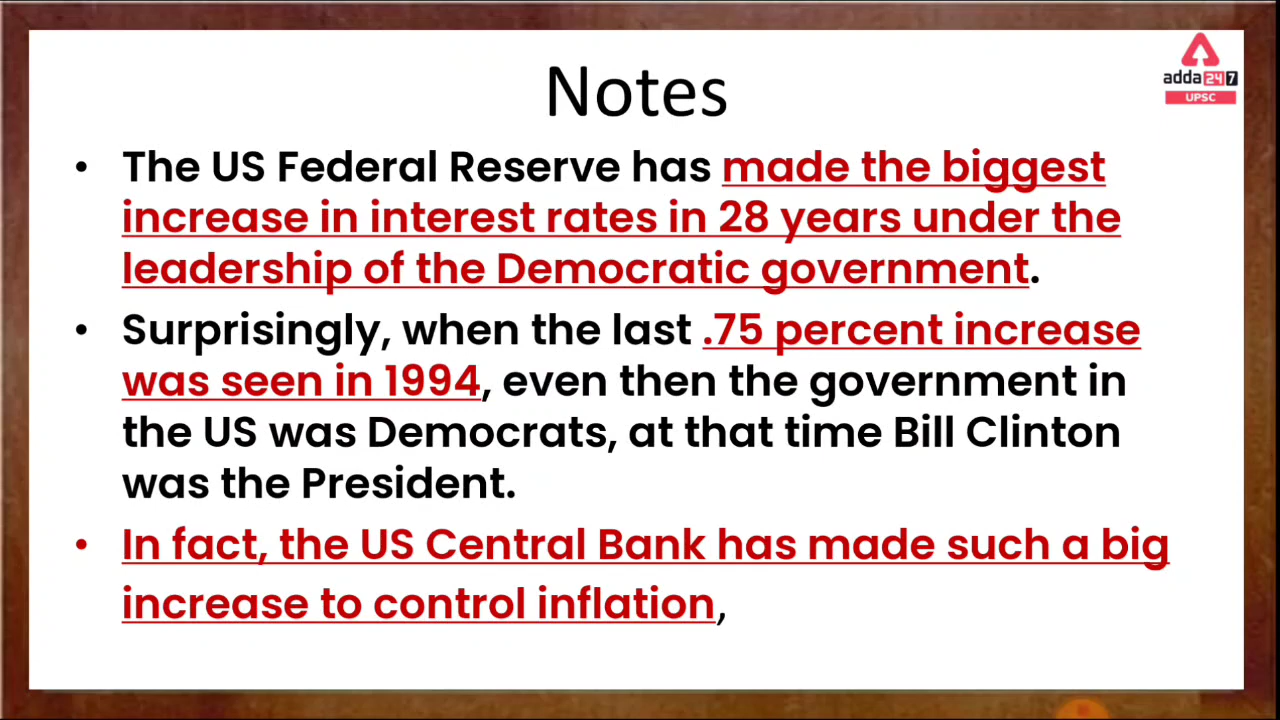 Notes
adda247
UPSC
• The US Federal Reserve has made the biggest
increase in interest rates in 28 years under the
leadership of the Democratic government.
• Surprisingly, when the last .75 percent increase
was seen in 1994, even then the government in
the US was Democrats, at that time Bill Clinton
was the President.
• In fact, the US Central Bank has made such a big
increase to control inflation,